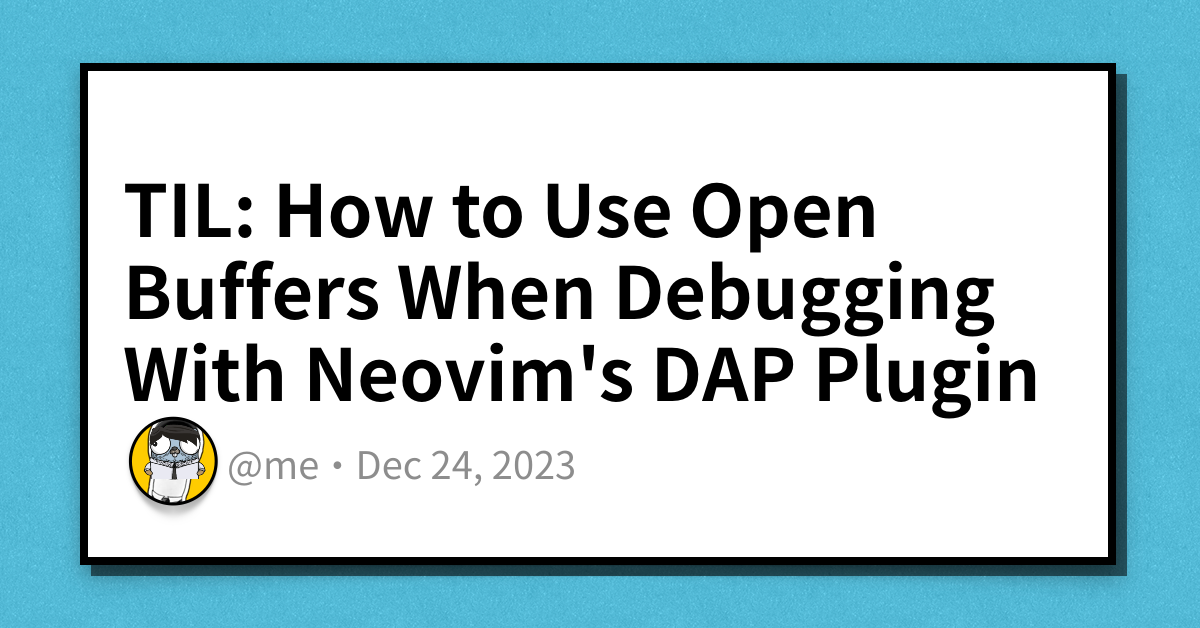 TIL: How to Use Open
Buffers When Debugging
With Neovim's DAP Plugin
@me • Dec 24, 2023